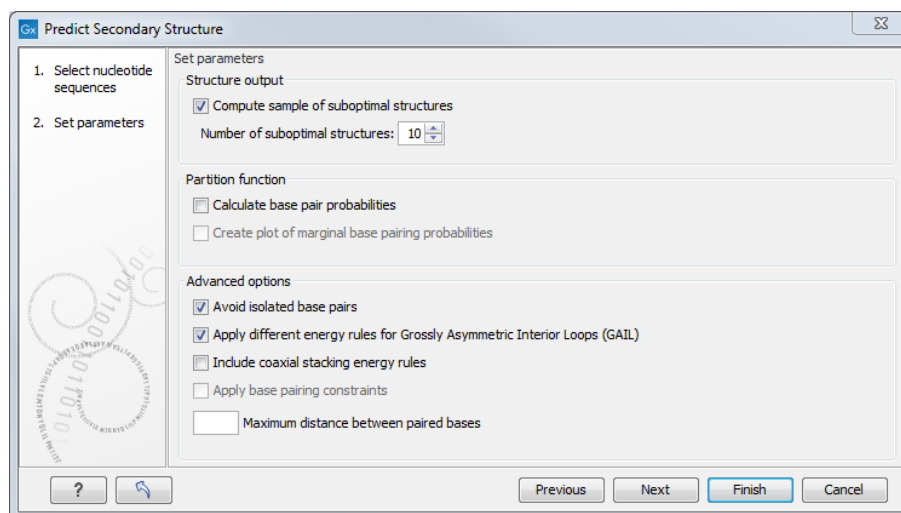 Gx Predict Secondary Structure
1. Select nucleotide
sequences
2. Set parameters
Set parameters
Structure output
Compute sample of suboptimal structures
Number of suboptimal structures: 10
Partition function
Calculate base pair probabilities
Create plot of marginal base pairing probabilities
Advanced options
Avoid isolated base pairs
Apply different energy rules for Grossly Asymmetric Interior Loops (GAIL)
Include coaxial stacking energy rules
Apply base pairing constraints
Maximum distance between paired bases
? Previous Next Finish Cancel